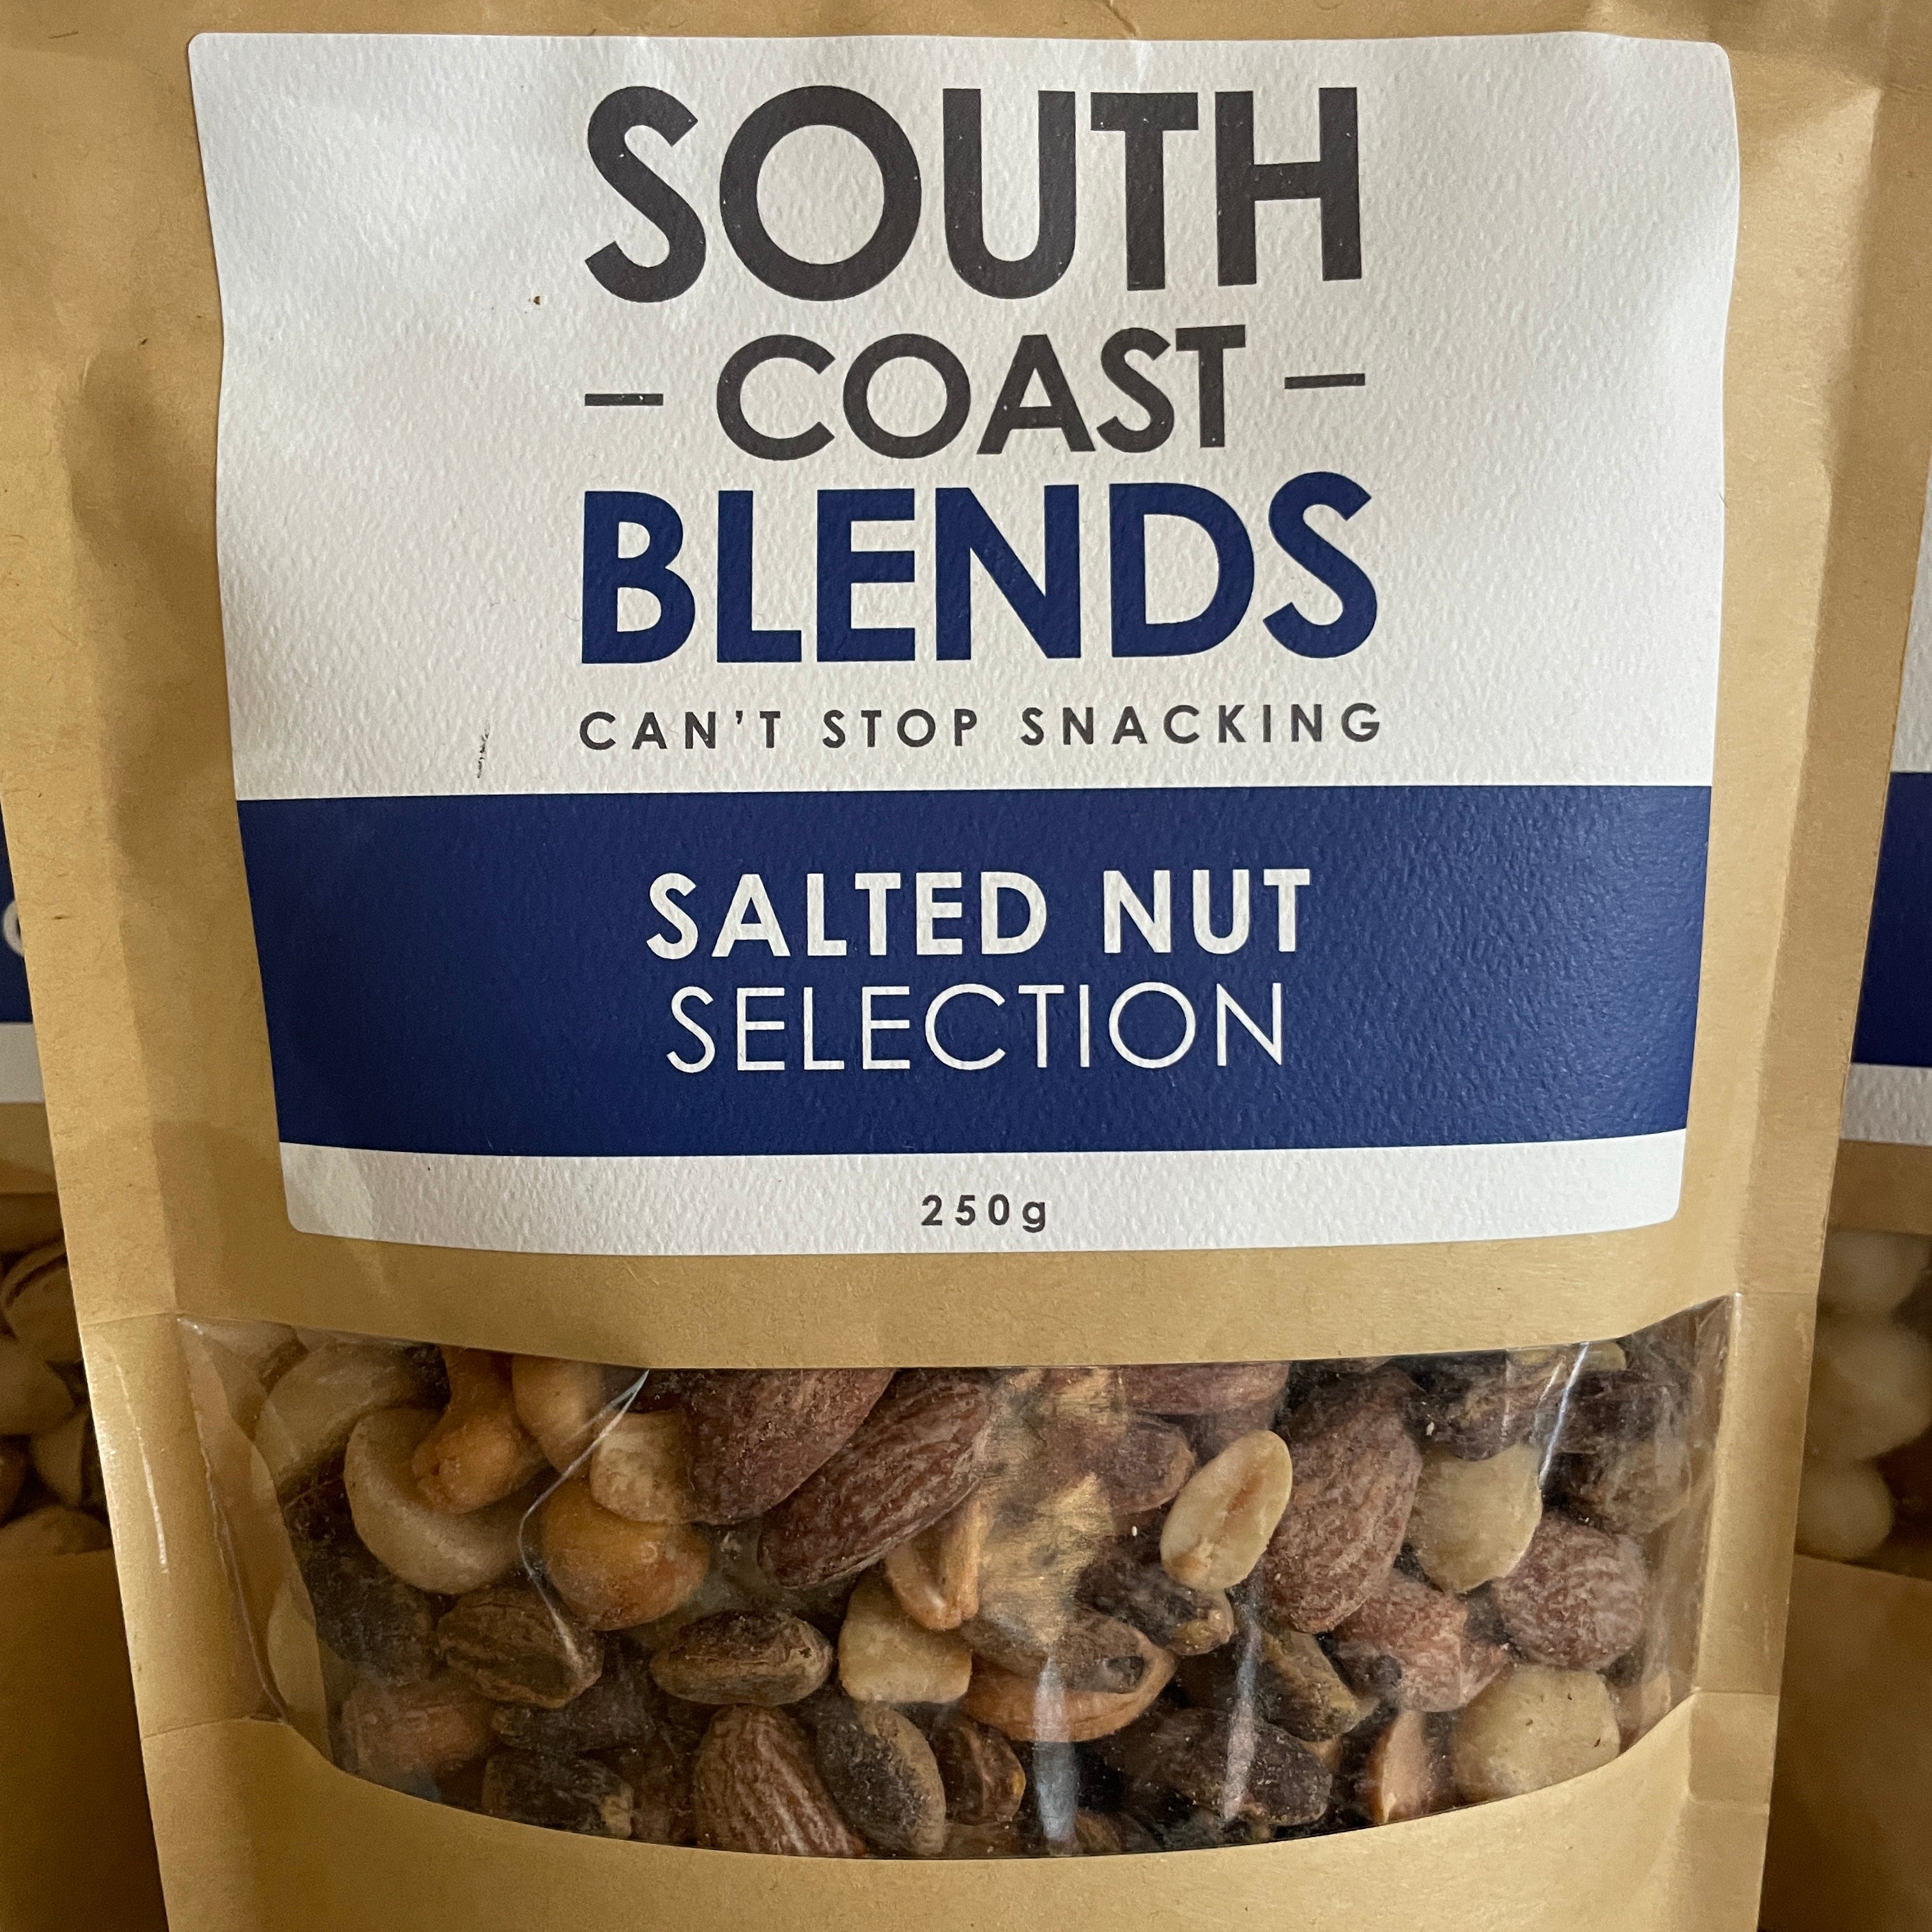 SOUTH
– COAST –
BLENDS
CAN'T STOP SNACKING
SALTED NUT
SELECTION
250g